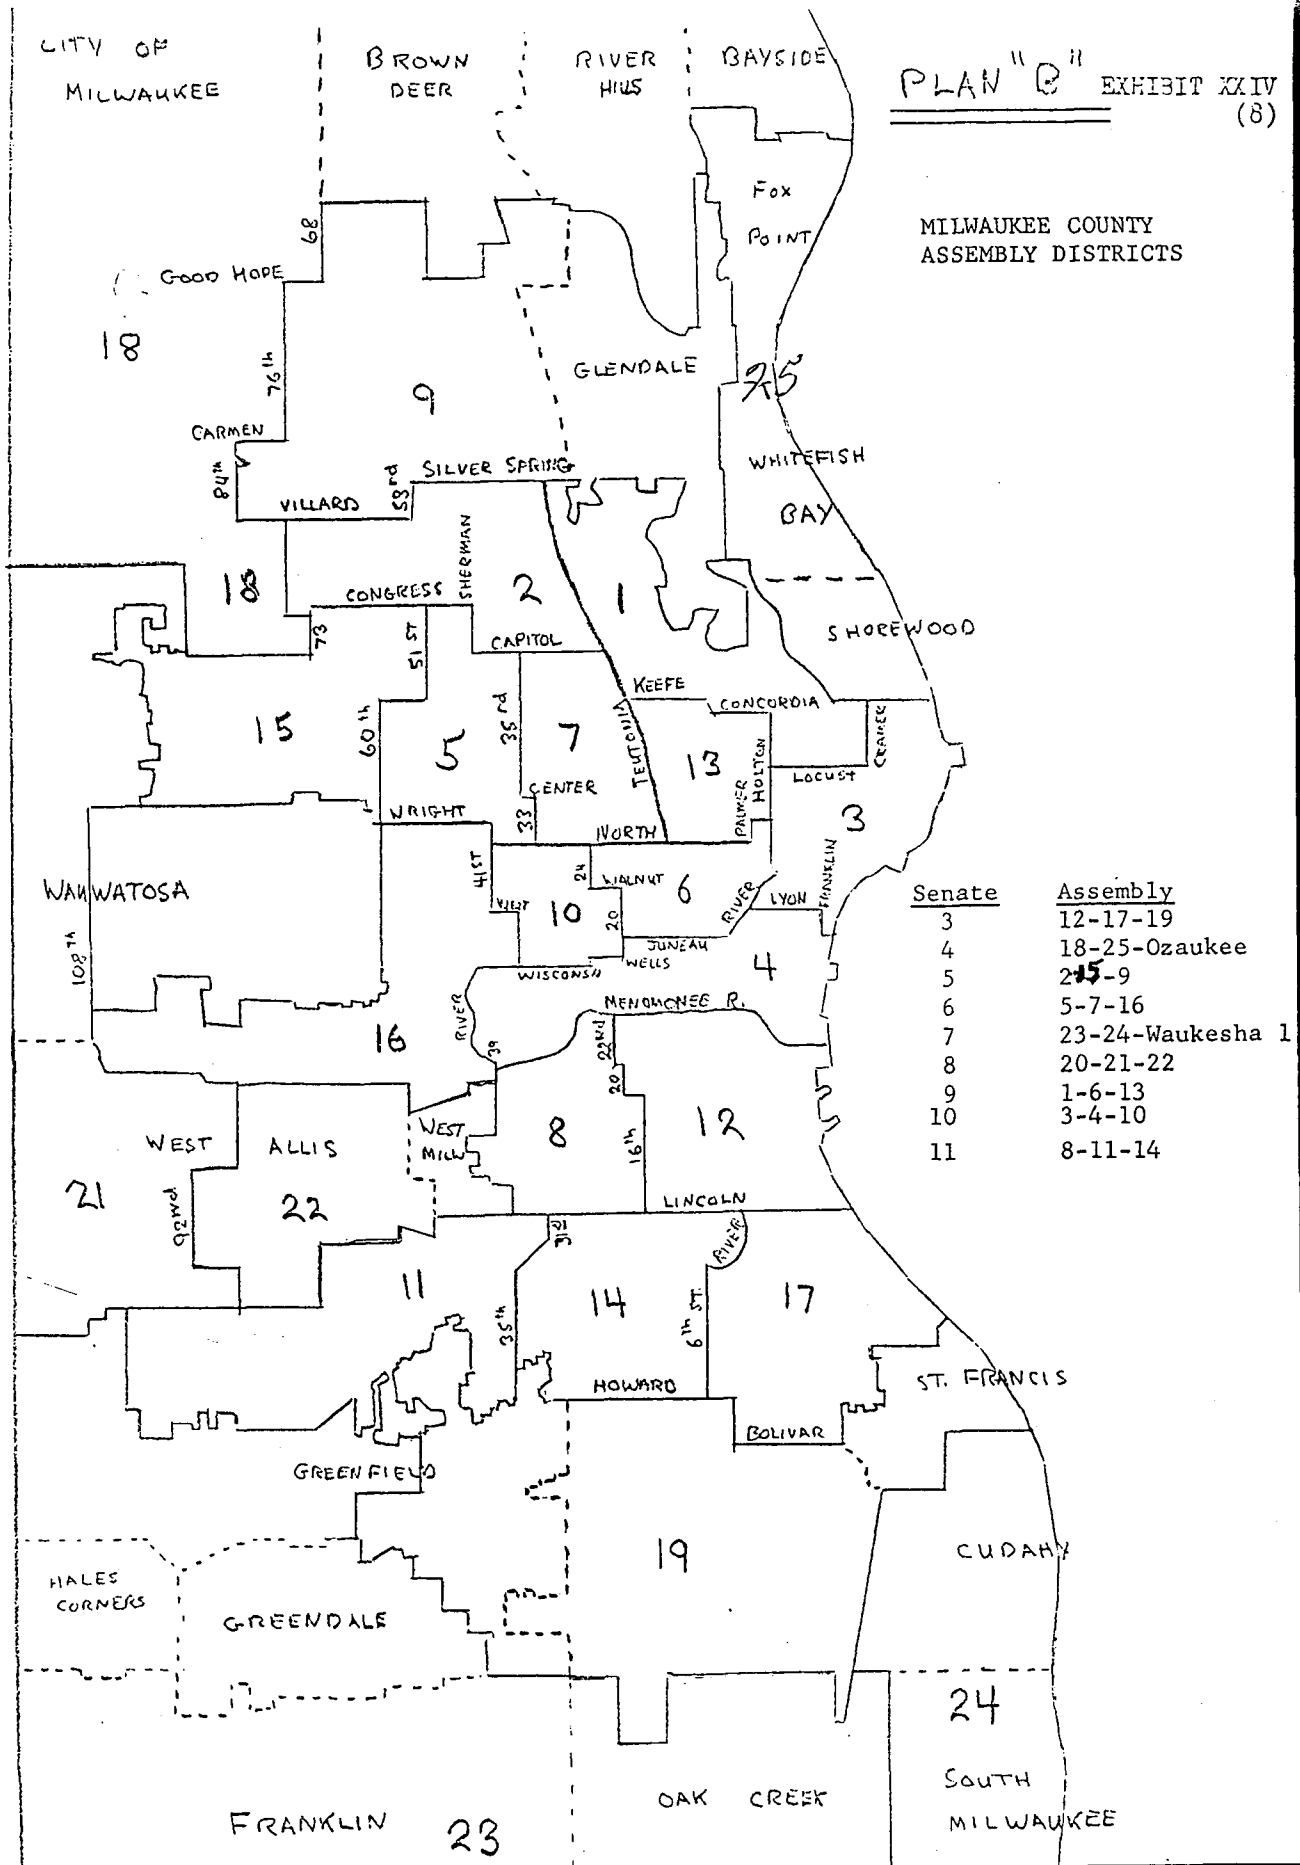 CITY OF
MILWAUKEE
BROWN
DEER
RIVER
HILLS
BAYSIDE
PLAN "B" EXHIBIT XXIV
(8)
MILWAUKEE COUNTY
ASSEMBLY DISTRICTS
FOX
POINT
68
GOOD HOPE
18
76th
9
GLENDALE
25
CARMEN
84th
SILVER SPRING
53rd
VILLARD
WHITEFISH
BAY
18
CONGRESS
SHERMAN
2
1
73
51 ST
CAPITOL
SHOREWOOD
KEEFE
CONCORDIA
CRAMER
15
60th
5
35rd
7
TEUTONIA
13
HOLTON
LOCUST
CENTER
PALMER
3
WRIGHT
33
NORTH
FRANKLIN
WAUWATOSA
41ST
24
WALNUT
6
RIVER
LYON
VLIET
10
20
JUNEAU
WELLS
4
108TH
WISCONSN
RIVER
MENOMONEE R.
16
39
22nd
20
Senate Assembly
3 12-17-19
4 18-25-Ozaukee
5 2-15-9
6 5-7-16
7 23-24-Waukesha 1
8 20-21-22
9 1-6-13
10 3-4-10
11 8-11-14
WEST ALLIS
WEST
MILW
8
16th
12
21
92nd
22
LINCOLN
31st
RIVER
11
14
6th ST.
17
35th
HOWARD
ST. FRANCIS
BOLIVAR
GREENFIELD
19
CUDAHY
HALES
CORNERS
GREENDALE
24
SOUTH
MILWAUKEE
OAK CREEK
FRANKLIN 23